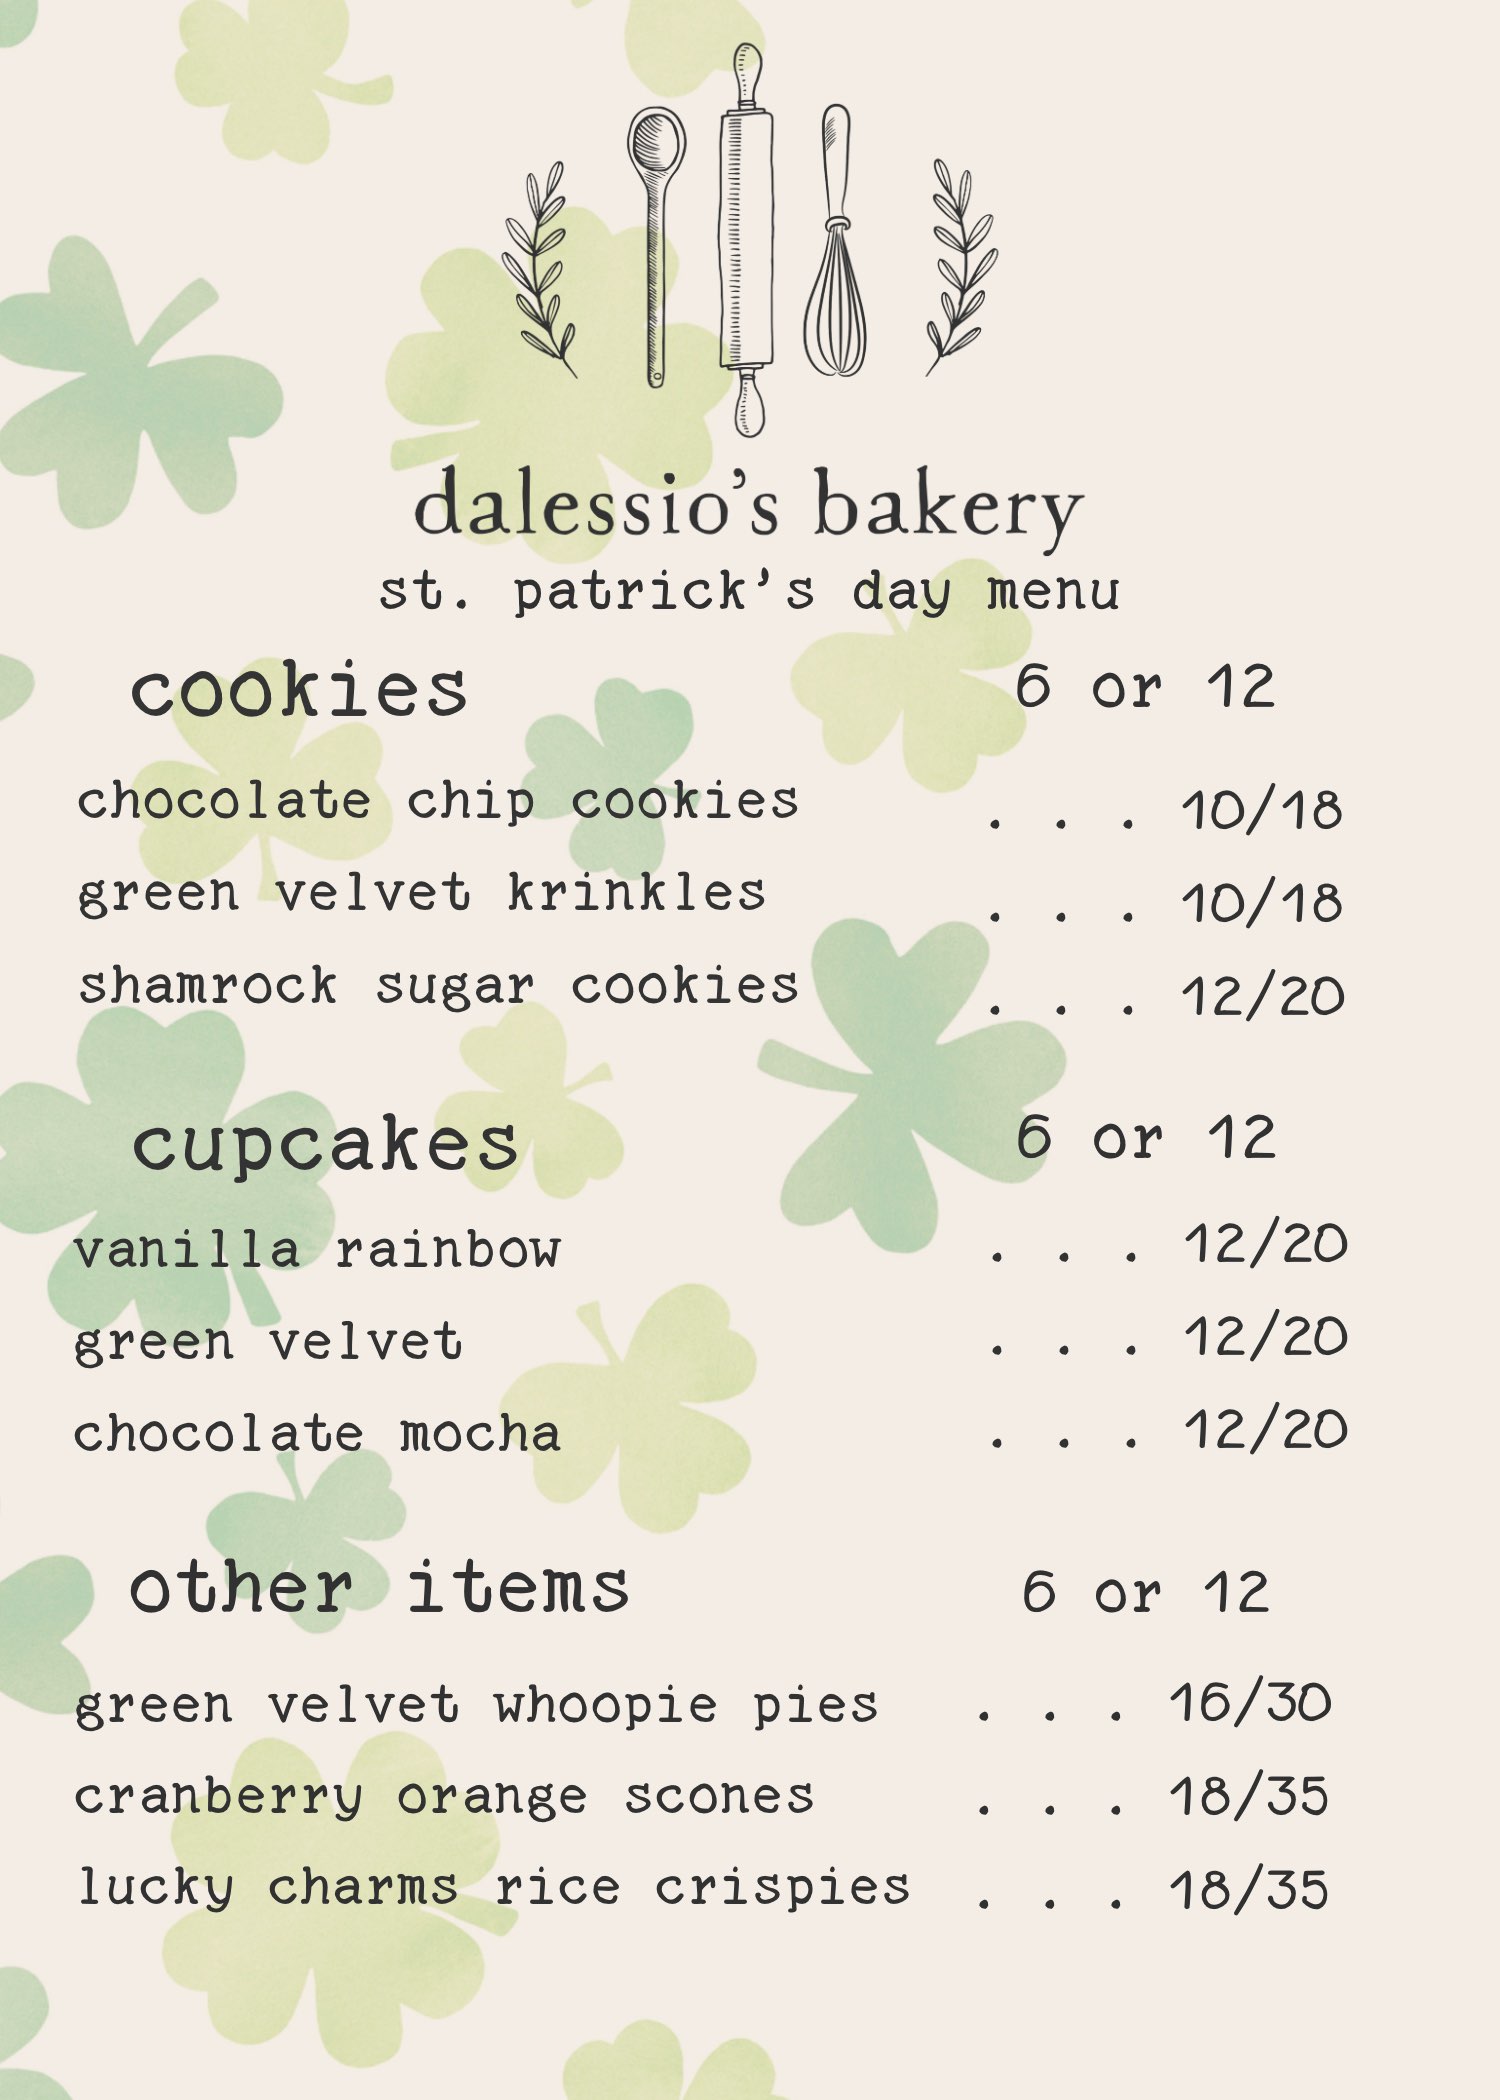 dalessio's bakery
st. patrick's day menu
cookies 6 or 12
chocolate chip cookies . . . 10/18
green velvet krinkles . . . 10/18
shamrock sugar cookies . . . 12/20
cupcakes 6 or 12
vanilla rainbow . . . 12/20
green velvet . . . 12/20
chocolate mocha . . . 12/20
other items 6 or 12
green velvet whoopie pies . . . 16/30
cranberry orange scones . . . 18/35
lucky charms rice crispies . . . 18/35